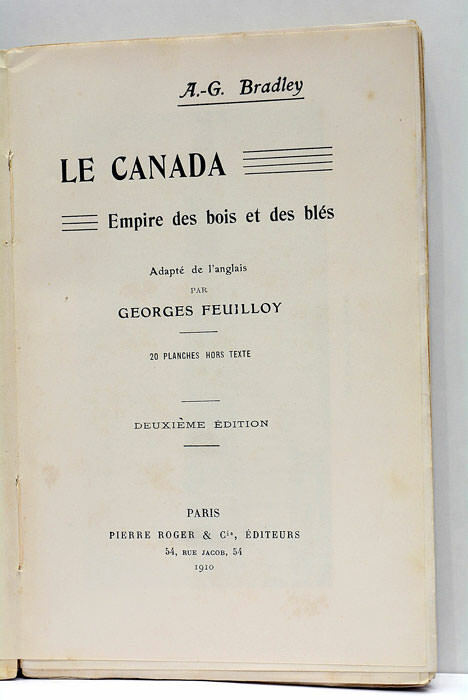 A.-G. Bradley
LE CANADA
Empire des bois et des blés
Adapté de l'anglais
PAR
GEORGES FEUILLOY
20 PLANCHES HORS TEXTE
DEUXIÈME ÉDITION
PARIS
PIERRE ROGER & Cie, ÉDITEURS
54, RUE JACOB, 54
1910